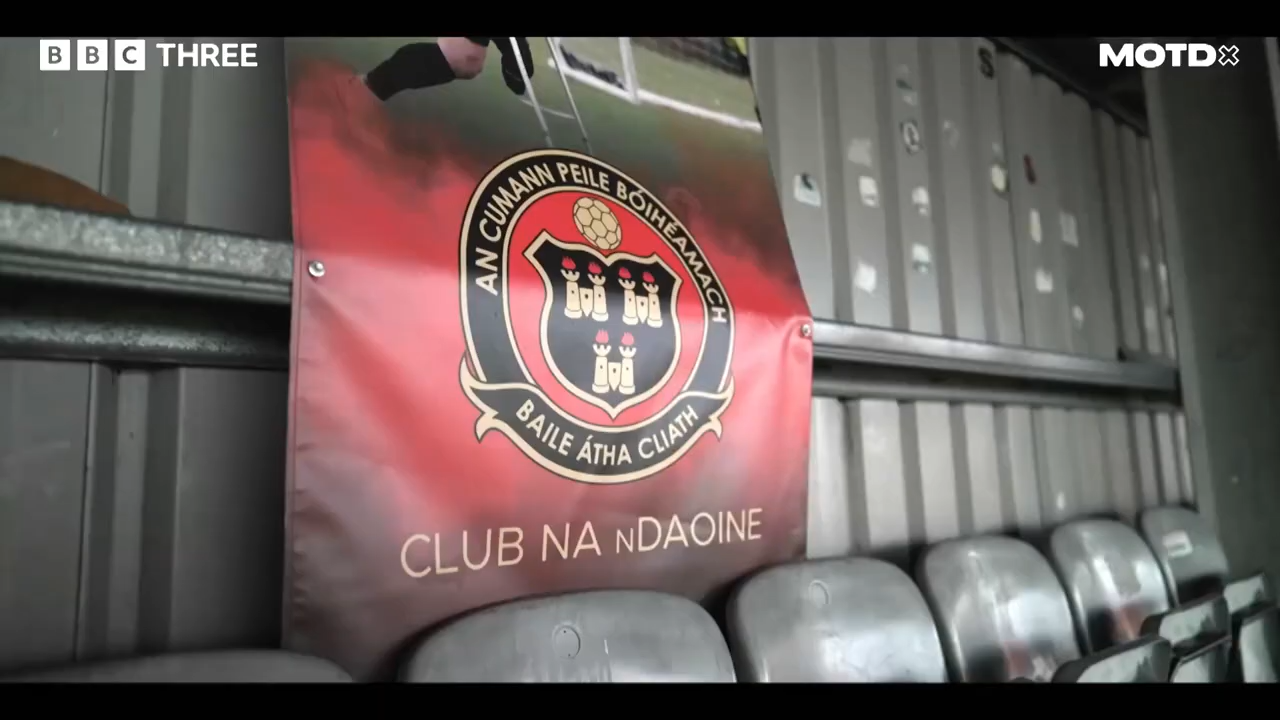 BBC THREE
MOTDX
AN CUMANN PEILE BÓIHÉAMACH
BAILE ÁTHA CLIATH
CLUB NA nDAOINE
S